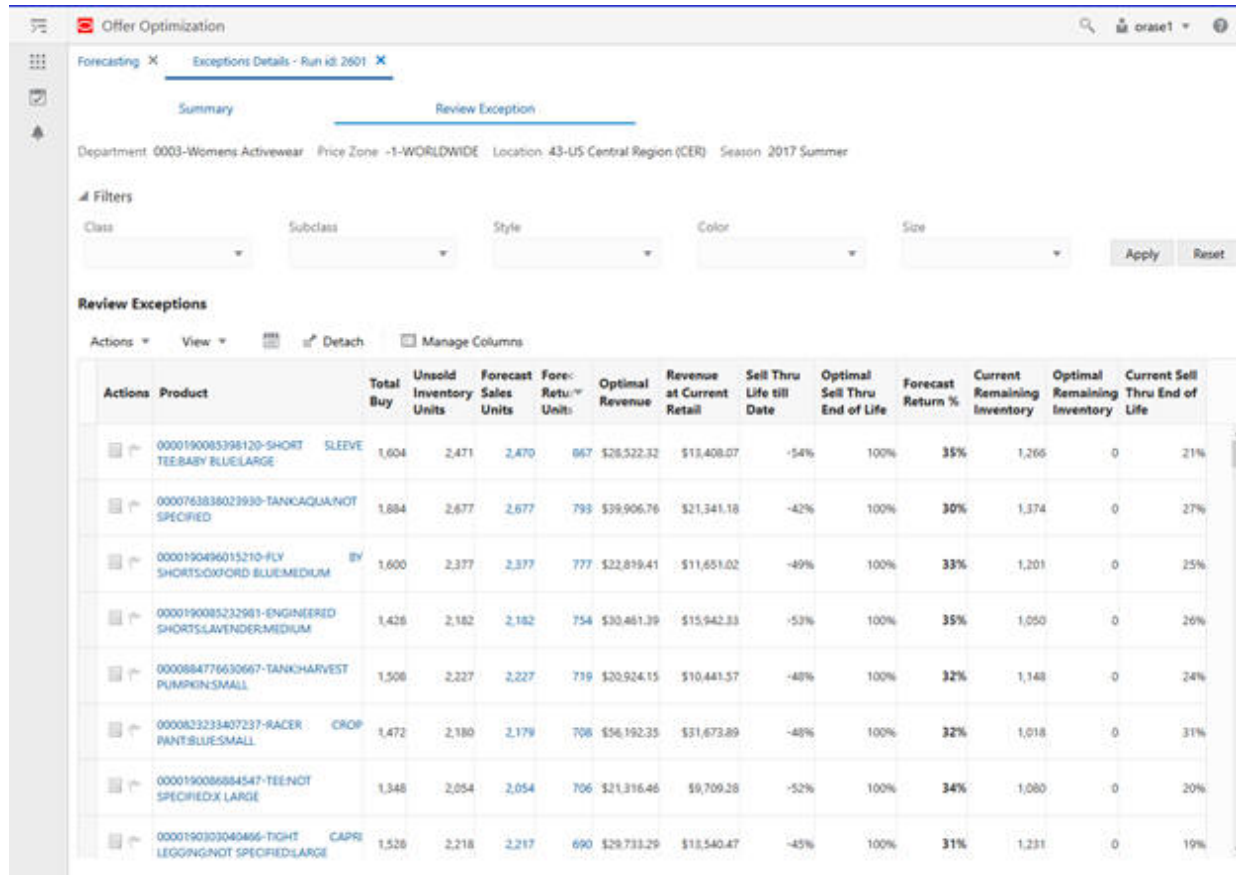 Offer Optimization
orase1
Forecasting
Exceptions Details - Run id: 2601
Summary
Review Exception
Department 0003-Womens Activewear Price Zone -1-WORLDWIDE Location 43-US Central Region (CER) Season 2017 Summer
Filters
Class Subclass Style Color Size
Apply Reset
Review Exceptions
Actions View Detach Manage Columns
Actions Product Total Buy Unsold Inventory Units Forecast Sales Units Optimal Revenue Revenue at Current Retail Sell Thru Life till Date Optimal Sell Thru End of Life Forecast Return % Current Remaining Inventory Optimal Remaining Inventory Current Sell Thru End of Life
0000190085398120-SHORT SLEEVE
TEE:BABY BLUE:LARGE
1,604 2,471 2,470 867 $28,522.32 $13,408.07 -54% 100% 35% 1,266 0 21%
0000763838023930-TANK:AQUA:NOT
SPECIFIED
1,884 2,677 2,677 793 $39,906.76 $21,341.18 -42% 100% 30% 1,374 0 27%
0000190496015210-FLY BY
SHORTS:OXFORD BLUE:MEDIUM
1,600 2,377 2,377 777 $22,819.41 $11,651.02 -49% 100% 33% 1,201 0 25%
0000190085232981-ENGINEERED
SHORTS:LAVENDER:MEDIUM
1,428 2,182 2,182 754 $30,461.39 $15,942.33 -53% 100% 35% 1,050 0 26%
0000884776630667-TANK:HARVEST
PUMPKIN:SMALL
1,508 2,227 2,227 719 $20,924.15 $10,441.57 -48% 100% 32% 1,148 0 24%
0000823233407237-RACER CROP
PANT:BLUE:SMALL
1,472 2,180 2,179 708 $56,192.35 $31,673.89 -48% 100% 32% 1,018 0 31%
0000190086884547-TEE:NOT
SPECIFIED:X LARGE
1,348 2,054 2,054 706 $21,316.46 $9,709.28 -52% 100% 34% 1,080 0 20%
0000190303040466-TIGHT CAPRI
LEGGING:NOT SPECIFIED:LARGE
1,528 2,218 2,217 690 $29,733.29 $13,540.47 -45% 100% 31% 1,231 0 19%